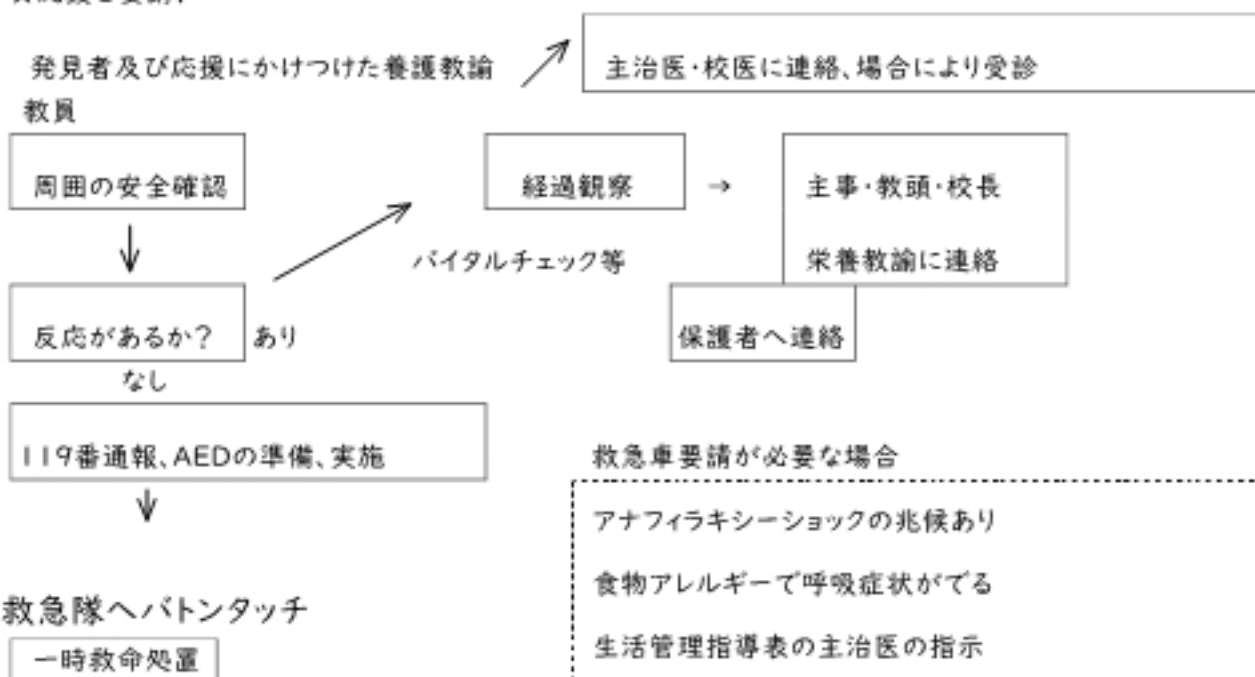 発見者及び応援にかけつけた養護教諭
教員
主治医・校医に連絡、場合により受診
周囲の安全確認
経過観察
→
主事・教頭・校長
栄養教諭に連絡
バイタルチェック等
反応があるか？
あり
保護者へ連絡
なし
119番通報、AEDの準備、実施
救急車要請が必要な場合
アナフィラキシーショックの兆候あり
食物アレルギーで呼吸症状がでる
生活管理指導表の主治医の指示
救急隊へバトンタッチ
一時救命処置